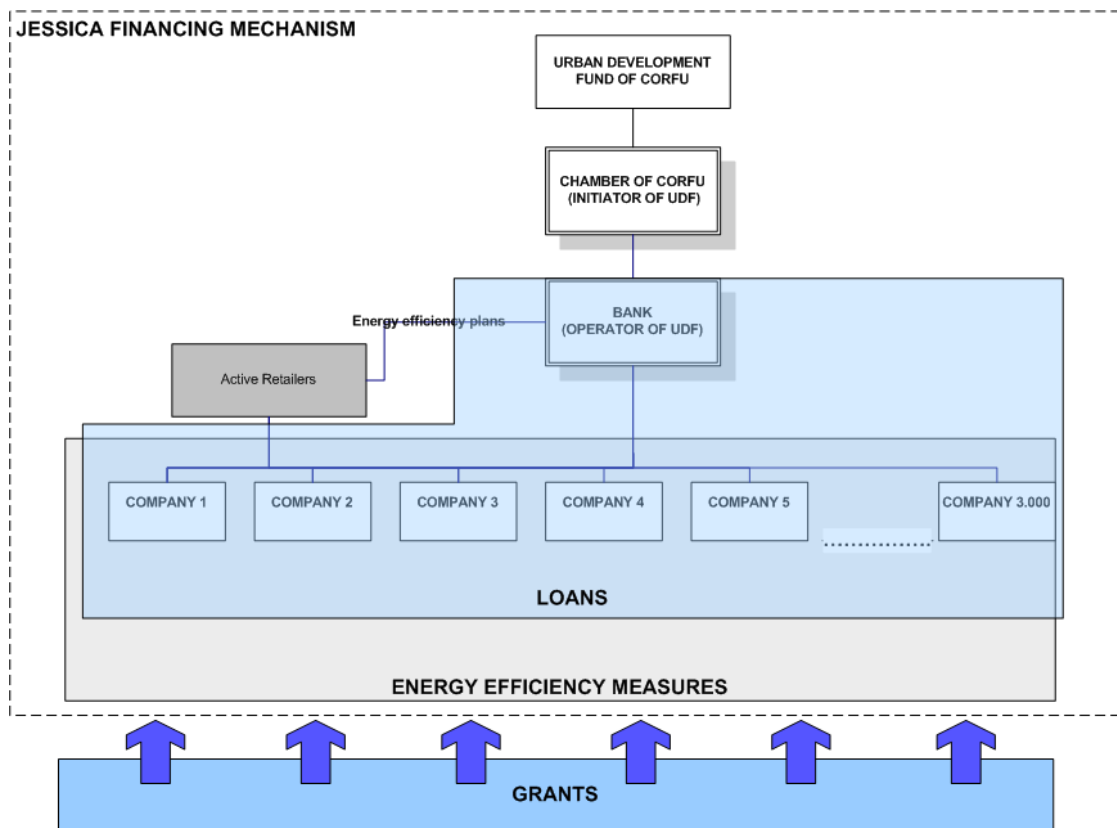 JESSICA FINANCING MECHANISM
URBAN DEVELOPMENT
FUND OF CORFU
CHAMBER OF CORFU
(INITIATOR OF UDF)
BANK
(OPERATOR OF UDF)
Energy efficiency plans
Active Retailers
COMPANY 1
COMPANY 2
COMPANY 3
COMPANY 4
COMPANY 5
................
COMPANY 3.000
LOANS
ENERGY EFFICIENCY MEASURES
GRANTS